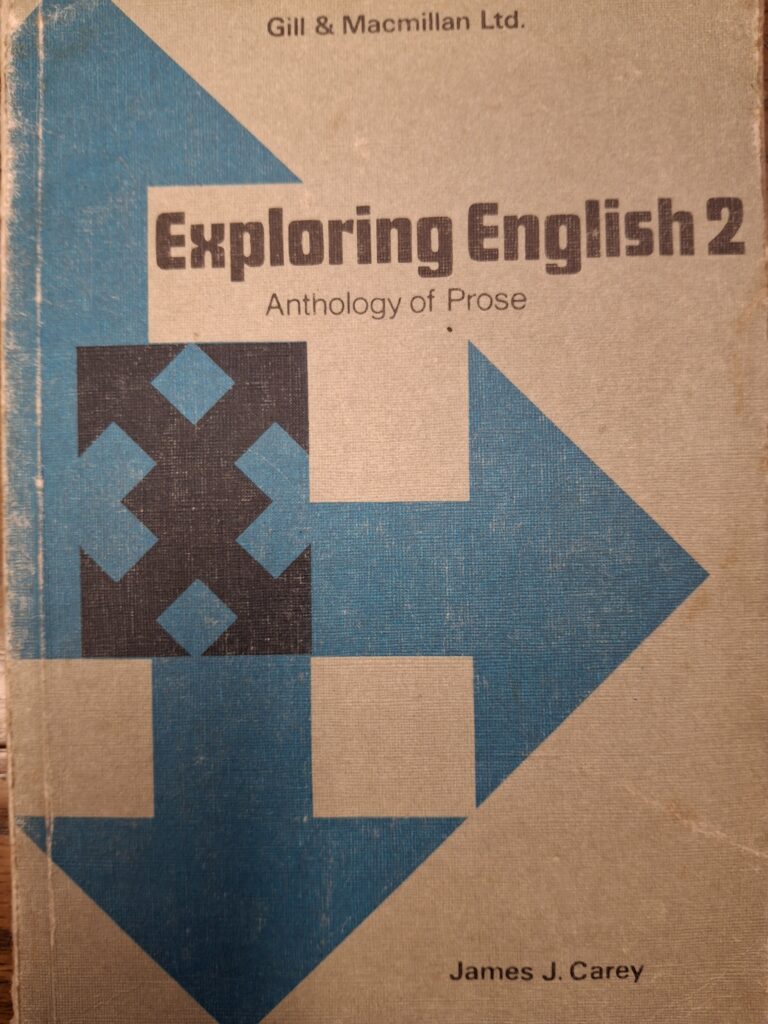 Gill & Macmillan Ltd.
Exploring English 2
Anthology of Prose
James J. Carey